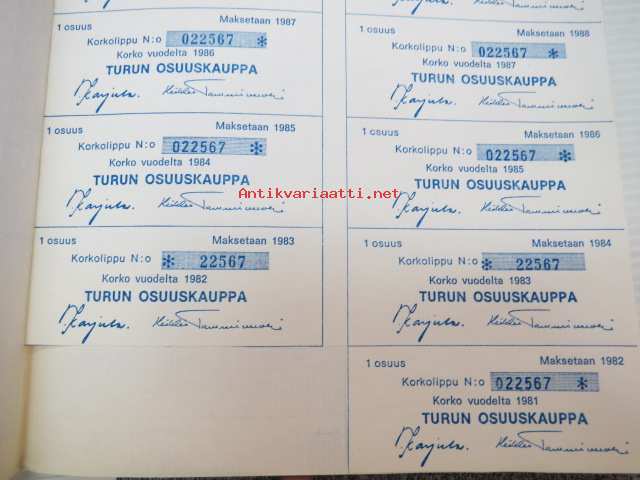 Maksetaan 1987
1 osuus
Korkolippu N:o 022567 *
Korko vuodelta 1986
TURUN OSUUSKAUPPA
Maksetaan 1988
1 osuus
Korkolippu N:o 022567 *
Korko vuodelta 1987
TURUN OSUUSKAUPPA
1 osuus Maksetaan 1985
Korkolippu N:o 022567 *
Korko vuodelta 1984
TURUN OSUUSKAUPPA
1 osuus Maksetaan 1986
Korkolippu N:o 022567 *
Korko vuodelta 1985
TURUN OSUUSKAUPPA
Antikvariaatti.net
1 osuus Maksetaan 1983
Korkolippu N:o * 22567
Korko vuodelta 1982
TURUN OSUUSKAUPPA
1 osuus Maksetaan 1984
Korkolippu N:o * 22567
Korko vuodelta 1983
TURUN OSUUSKAUPPA
1 osuus Maksetaan 1982
Korkolippu N:o 022567 *
Korko vuodelta 1981
TURUN OSUUSKAUPPA